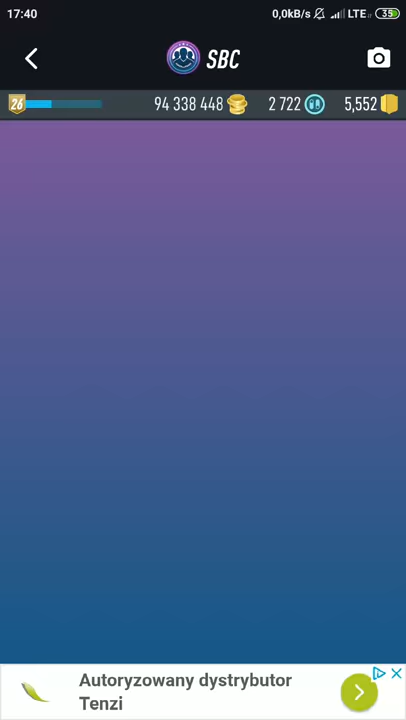 17:40
0,0kB/s LTE 35
SBC
26 94 338 448 2 722 5,552
Autoryzowany dystrybutor
Tenzi